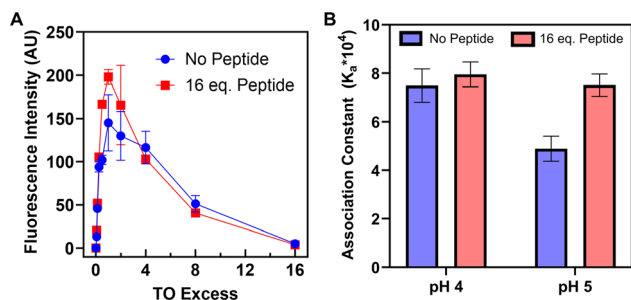 A
Fluorescence Intensity (AU)
250
200
150
100
50
0
No Peptide
16 eq. Peptide
0
4
8
12
16
TO Excess
B
Association Constant (Kₐ*10⁴)
10
8
6
4
2
0
No Peptide
16 eq. Peptide
pH 4
pH 5